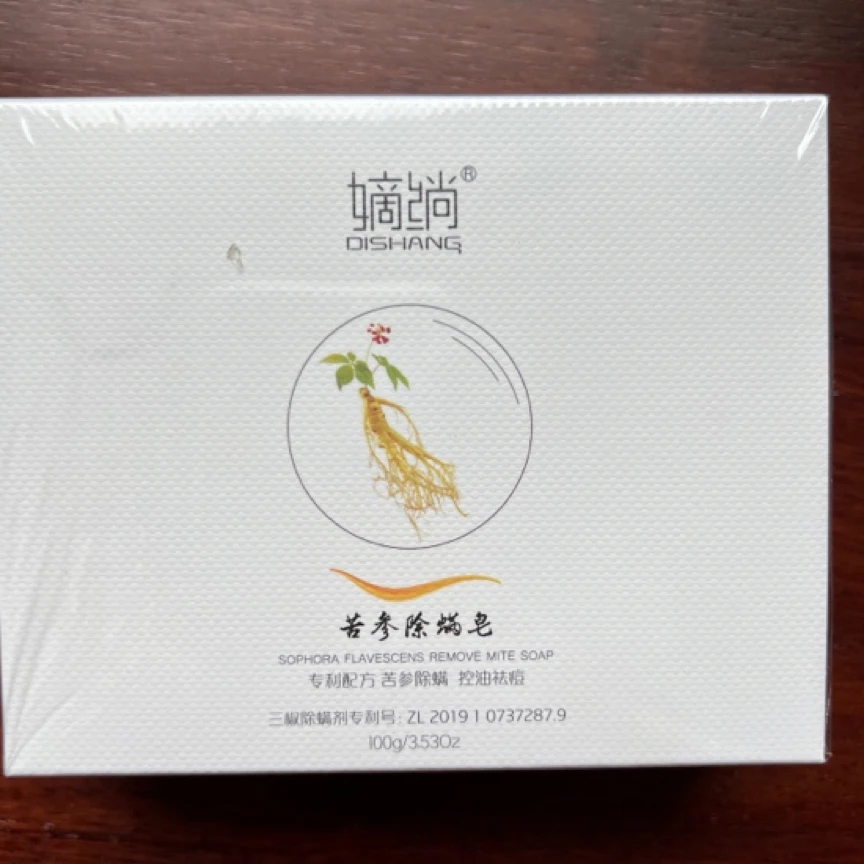 嫡绱®
DISHANG
苦参除螨皂
SOPHORA FLAVESCENS REMOVE MITE SOAP
专利配方 苦参除螨 控油祛痘
三椒除螨剂专利号: ZL 2019 1 0737287.9
100g/3.53Oz